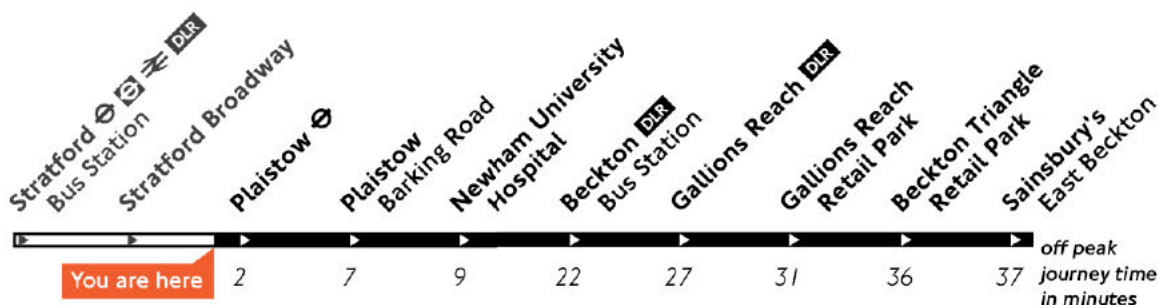 Stratford DLR
Bus Station
Stratford Broadway
Plaistow
Plaistow
Barking Road
Newham University
Hospital
Beckton DLR
Bus Station
Gallions Reach DLR
Gallions Reach
Retail Park
Beckton Triangle
Retail Park
Sainsbury's
East Beckton
You are here
2 7 9 22 27 31 36 37
off peak
journey time
in minutes